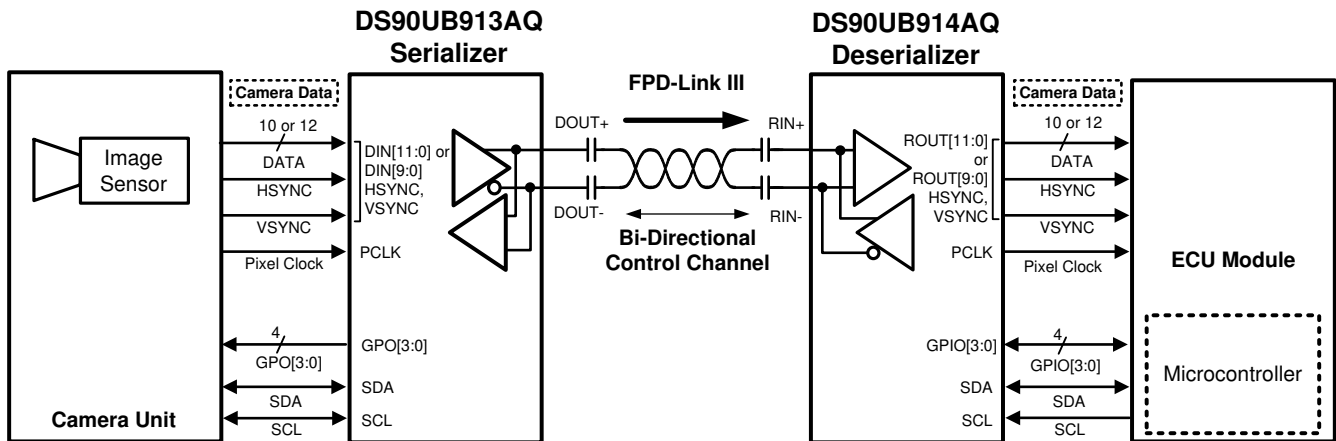 DS90UB913AQ
Serializer
DS90UB914AQ
Deserializer
Camera Data
FPD-Link III
Camera Data
10 or 12
DATA
HSYNC
VSYNC
Pixel Clock
Image
Sensor
DIN[11:0] or
DIN[9:0]
HSYNC,
VSYNC
PCLK
DOUT+
DOUT-
RIN+
RIN-
Bi-Directional
Control Channel
ROUT[11:0]
or
ROUT[9:0]
HSYNC,
VSYNC
PCLK
10 or 12
DATA
HSYNC
VSYNC
Pixel Clock
ECU Module
4
GPO[3:0]
SDA
SCL
GPO[3:0]
SDA
SCL
Camera Unit
GPIO[3:0]
SDA
SCL
4
GPIO[3:0]
SDA
SCL
Microcontroller